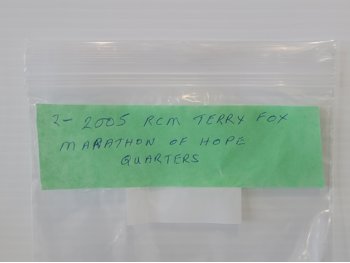 2- 2005 RCM TERRY FOX
MARATHON OF HOPE
QUARTERS